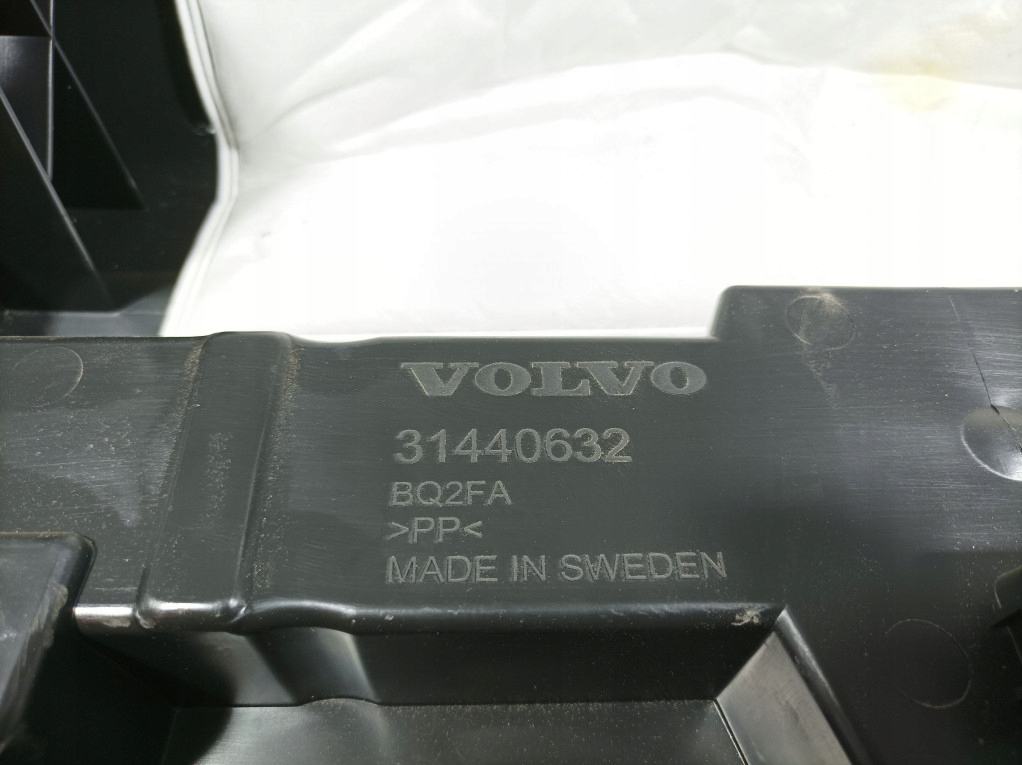 VOLVO
31440632
BQ2FA
>PP<
MADE IN SWEDEN